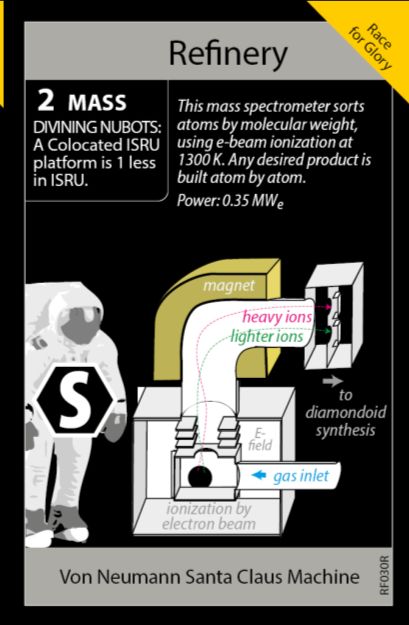 Race
for Glory
Refinery
2 MASS
DIVINING NUBOTS:
A Colocated ISRU
platform is 1 less
in ISRU.
This mass spectrometer sorts
atoms by molecular weight,
using e-beam ionization at
1300 K. Any desired product is
built atom by atom.
Power: 0.35 MWe
magnet
heavy ions
lighter ions
to
diamondoid
synthesis
S
E-
field
gas inlet
ionization by
electron beam
Von Neumann Santa Claus Machine
RF030R